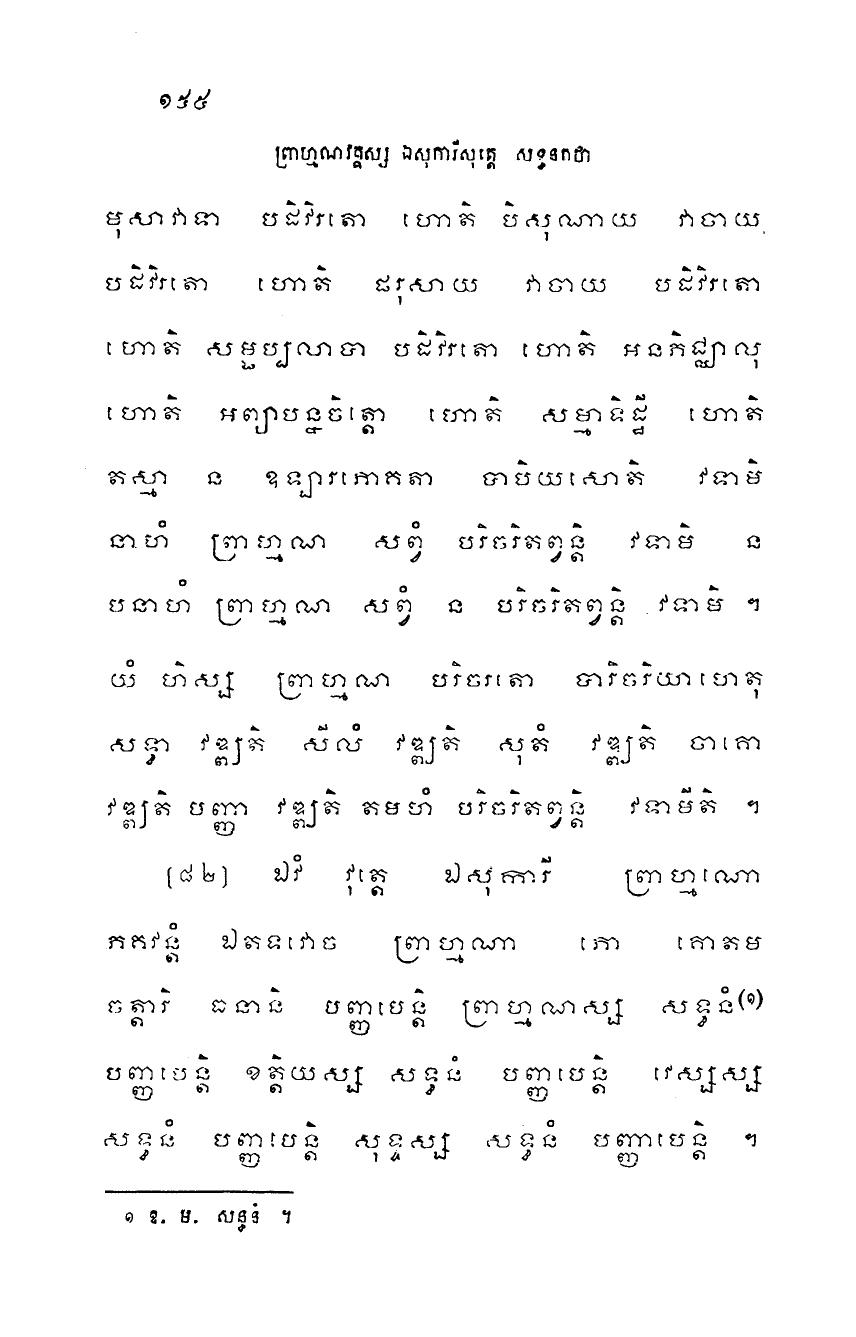 ១៥៥
ព្រាហ្មណវគ្គស្ស ឯសុការីសុត្តេ សទ្ធនកថា
មុសាវាទា បដិវិរតោ ហោតិ បិសុណាយ វាចាយ
បដិវិរតោ ហោតិ ផរុសាយ វាចាយ បដិវិរតោ
ហោតិ សម្ផប្បលាបា បដិវិរតោ ហោតិ អនភិជ្ឈាលុ
ហោតិ អព្យាបន្នចិត្តោ ហោតិ សម្មាទិដ្ឋី ហោតិ
តស្មា ន ឧឡារភោគតា បាបិយសោតិ វទាមិ
នាហំ ព្រាហ្មណ សព្វំ បរិចរិតព្វន្តិ វទាមិ ន
បនាហំ ព្រាហ្មណ សព្វំ ន បរិចរិតព្វន្តិ វទាមិ ។
យំ ហិស្ស ព្រាហ្មណ បរិចរតោ បារិចរិយាហេតុ
សទ្ធា វឌ្ឍតិ សីលំ វឌ្ឍតិ សុតំ វឌ្ឍតិ ចាគោ
វឌ្ឍតិ បញ្ញា វឌ្ឍតិ តមហំ បរិចរិតព្វន្តិ វទាមីតិ ។
[៨២] ឯវំ វុត្តេ ឯសុការី ព្រាហ្មណោ
ភគវន្តំ ឯតទវោច ព្រាហ្មណា ភោ គោតម
ចត្តារិ ធនានិ បញ្ញបេន្តិ ព្រាហ្មណស្ស សទ្ធនំ(១)
បញ្ញបេន្តិ ខត្តិយស្ស សទ្ធនំ បញ្ញបេន្តិ វេស្សស្ស
សទ្ធនំ បញ្ញបេន្តិ សុទ្ទស្ស សទ្ធនំ បញ្ញាបេន្តិ ។
១ ឱ. ម. សន្ធនំ ។